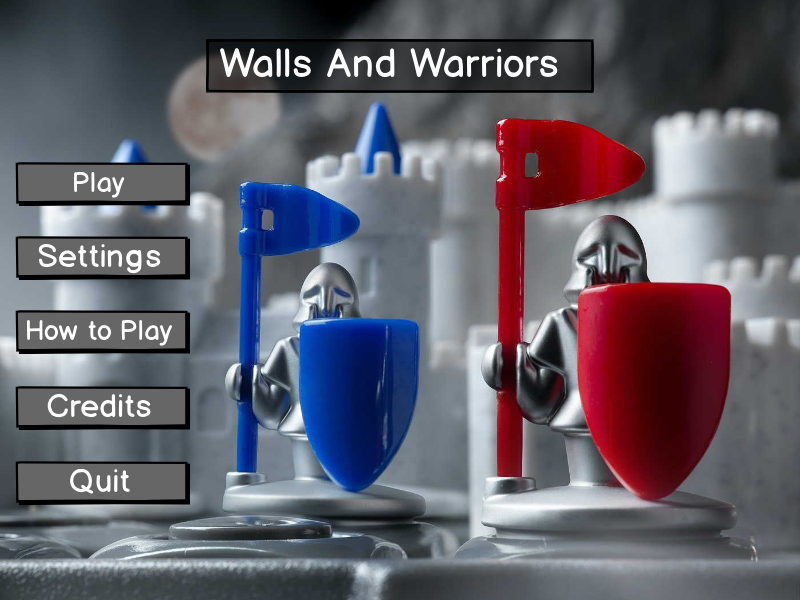 Walls And Warriors
Play
Settings
How to Play
Credits
Quit